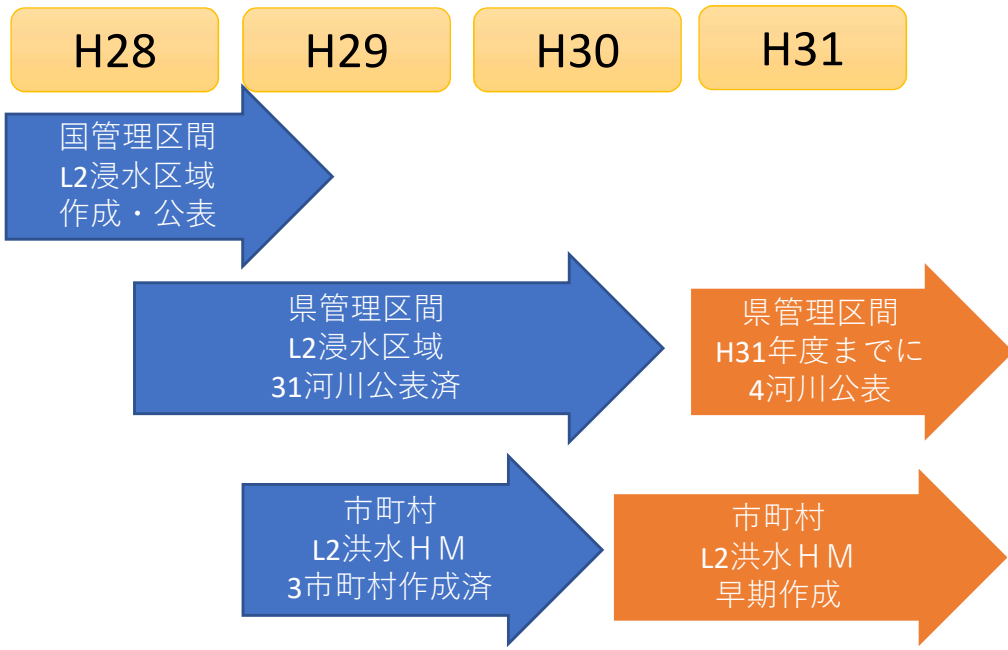 H28
H29
H30
H31
国管理区間
L2浸水区域
作成・公表
県管理区間
L2浸水区域
31河川公表済
県管理区間
H31年度までに
4河川公表
市町村
L2洪水ＨＭ
3市町村作成済
市町村
L2洪水ＨＭ
早期作成